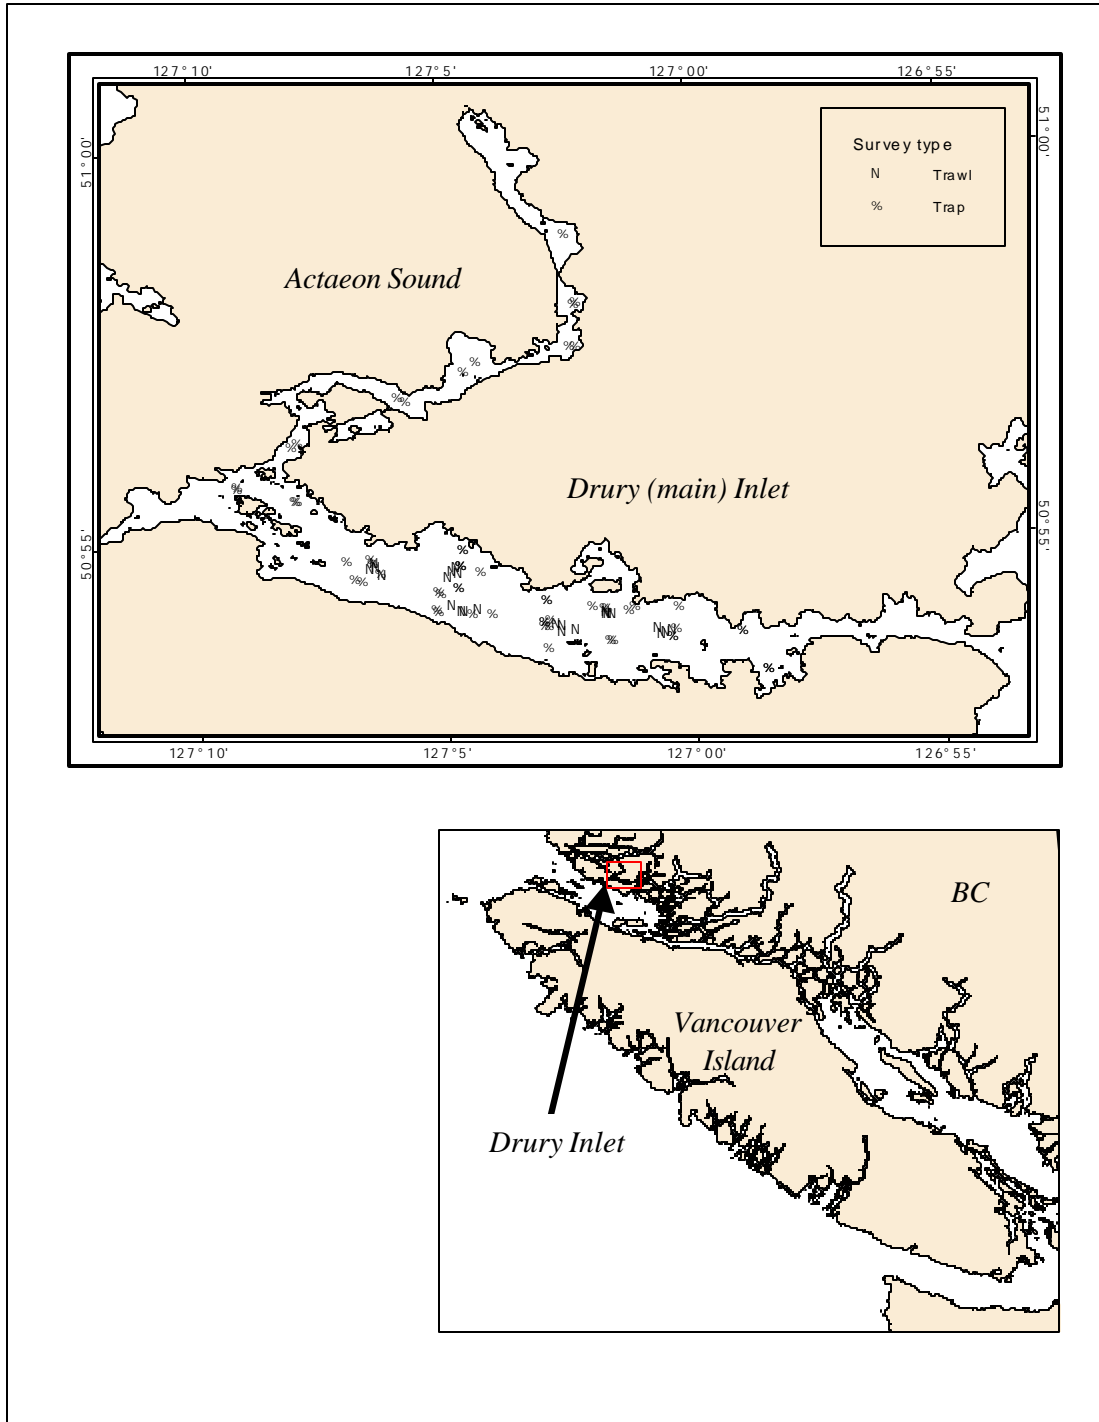 127°10' 127°5' 127°00' 126°55'
51°00' 51°00'
Survey type
N Trawl
% Trap
Actaeon Sound
Drury (main) Inlet
50°55' 50°55'
127°10' 127°5' 127°00' 126°55'
BC
Vancouver
Island
Drury Inlet